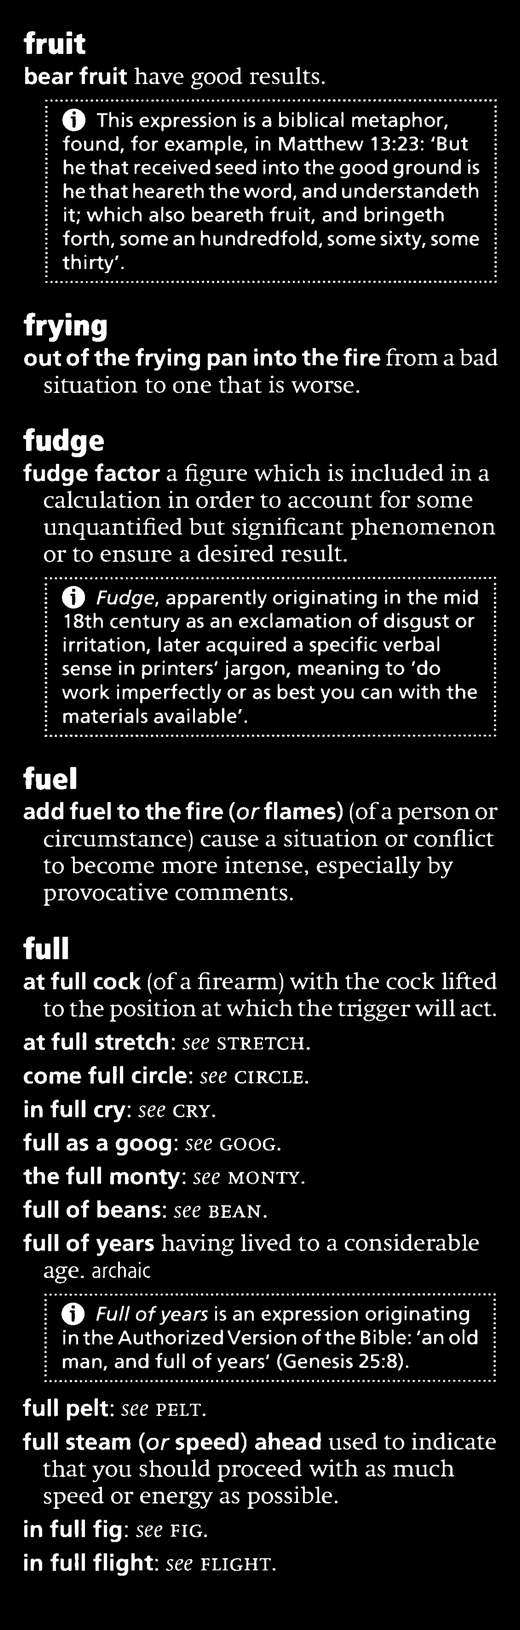 fruit
bear fruit have good results.
ⓘ This expression is a biblical metaphor,
found, for example, in Matthew 13:23: ‘But
he that received seed into the good ground is
he that heareth the word, and understandeth
it; which also beareth fruit, and bringeth
forth, some an hundredfold, some sixty, some
thirty’.
frying
out of the frying pan into the fire from a bad
situation to one that is worse.
fudge
fudge factor a figure which is included in a
calculation in order to account for some
unquantified but significant phenomenon
or to ensure a desired result.
ⓘ Fudge, apparently originating in the mid
18th century as an exclamation of disgust or
irritation, later acquired a specific verbal
sense in printers’ jargon, meaning to ‘do
work imperfectly or as best you can with the
materials available’.
fuel
add fuel to the fire (or flames) (of a person or
circumstance) cause a situation or conflict
to become more intense, especially by
provocative comments.
full
at full cock (of a firearm) with the cock lifted
to the position at which the trigger will act.
at full stretch: see STRETCH.
come full circle: see CIRCLE.
in full cry: see CRY.
full as a goog: see GOOG.
the full monty: see MONTY.
full of beans: see BEAN.
full of years having lived to a considerable
age. archaic
ⓘ Full of years is an expression originating
in the Authorized Version of the Bible: ‘an old
man, and full of years’ (Genesis 25:8).
full pelt: see PELT.
full steam (or speed) ahead used to indicate
that you should proceed with as much
speed or energy as possible.
in full fig: see FIG.
in full flight: see FLIGHT.